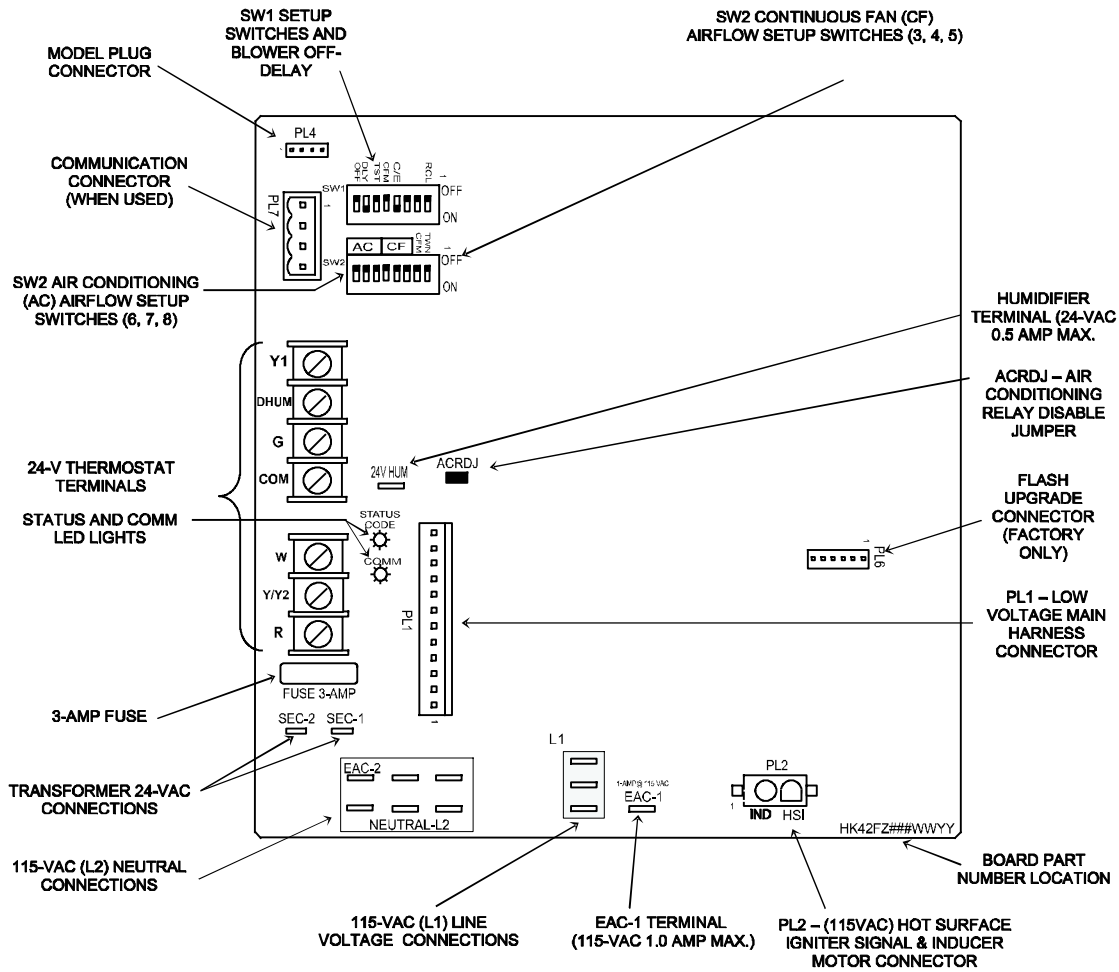 SW1 SETUP
SWITCHES AND
BLOWER OFF-
DELAY
SW2 CONTINUOUS FAN (CF)
AIRFLOW SETUP SWITCHES (3, 4, 5)
MODEL PLUG
CONNECTOR
COMMUNICATION
CONNECTOR
(WHEN USED)
SW2 AIR CONDITIONING
(AC) AIRFLOW SETUP
SWITCHES (6, 7, 8)
24-V THERMOSTAT
TERMINALS
STATUS AND COMM
LED LIGHTS
3-AMP FUSE
TRANSFORMER 24-VAC
CONNECTIONS
115-VAC (L2) NEUTRAL
CONNECTIONS
PL4
PL7
1
SW1
OFF
DLY
TST
CFM
C/E
RCL
1
OFF
ON
AC
CF
TWN
CFM
1
SW2
OFF
ON
Y1
DHUM
G
COM
W
Y/Y2
R
24V HUM
ACRDJ
STATUS
CODE
COMM
PL1
1
FUSE 3-AMP
SEC-2
SEC-1
EAC-2
NEUTRAL-L2
L1
1-AMP@ 115 VAC
EAC-1
PL2
1
IND
HSI
1
PL6
HK42FZ###WWYY
HUMIDIFIER
TERMINAL (24-VAC
0.5 AMP MAX.
ACRDJ – AIR
CONDITIONING
RELAY DISABLE
JUMPER
FLASH
UPGRADE
CONNECTOR
(FACTORY
ONLY)
PL1 – LOW
VOLTAGE MAIN
HARNESS
CONNECTOR
BOARD PART
NUMBER LOCATION
115-VAC (L1) LINE
VOLTAGE CONNECTIONS
EAC-1 TERMINAL
(115-VAC 1.0 AMP MAX.)
PL2 – (115VAC) HOT SURFACE
IGNITER SIGNAL & INDUCER
MOTOR CONNECTOR